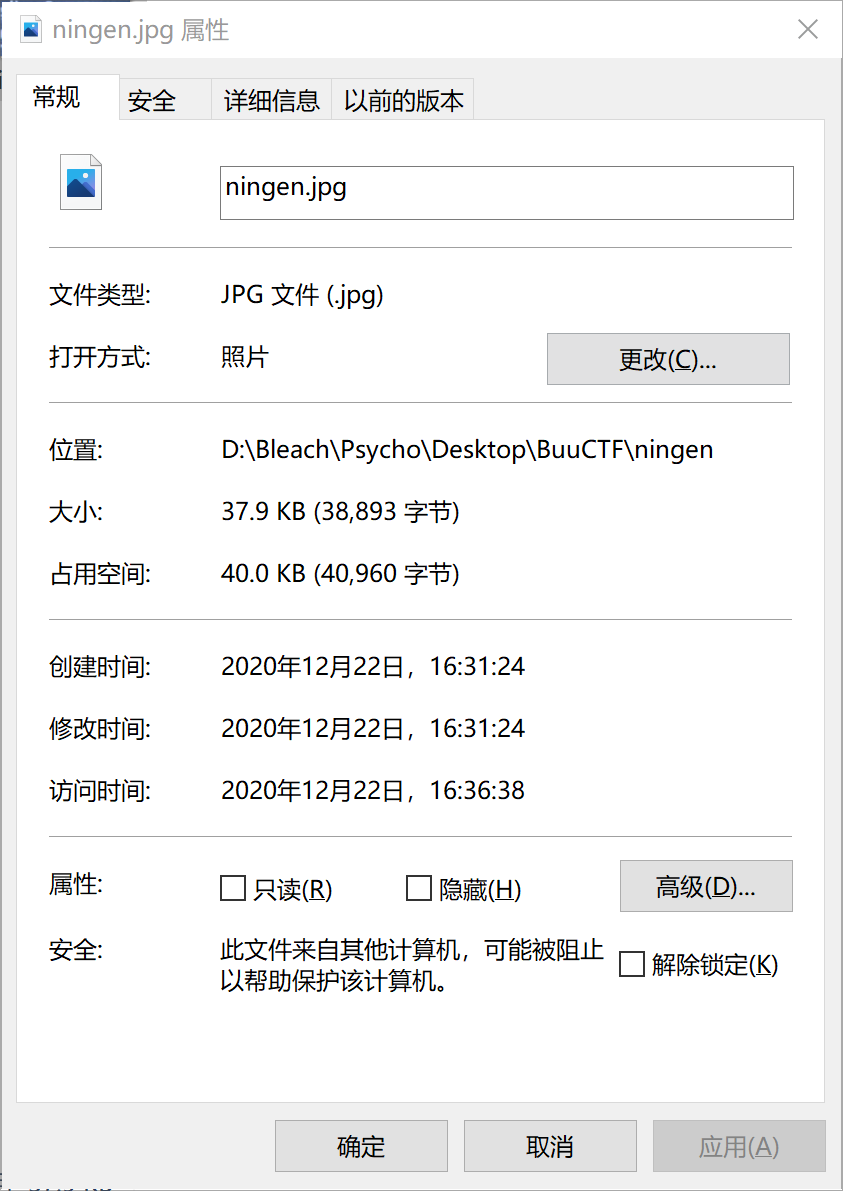 ningen.jpg 属性
常规 安全 详细信息 以前的版本
ningen.jpg
文件类型: JPG 文件 (.jpg)
打开方式: 照片 更改(C)...
位置: D:\Bleach\Psycho\Desktop\BuuCTF\ningen
大小: 37.9 KB (38,893 字节)
占用空间: 40.0 KB (40,960 字节)
创建时间: 2020年12月22日，16:31:24
修改时间: 2020年12月22日，16:31:24
访问时间: 2020年12月22日，16:36:38
属性: 只读(R) 隐藏(H) 高级(D)...
安全: 此文件来自其他计算机，可能被阻止
以帮助保护该计算机。 解除锁定(K)
确定 取消 应用(A)